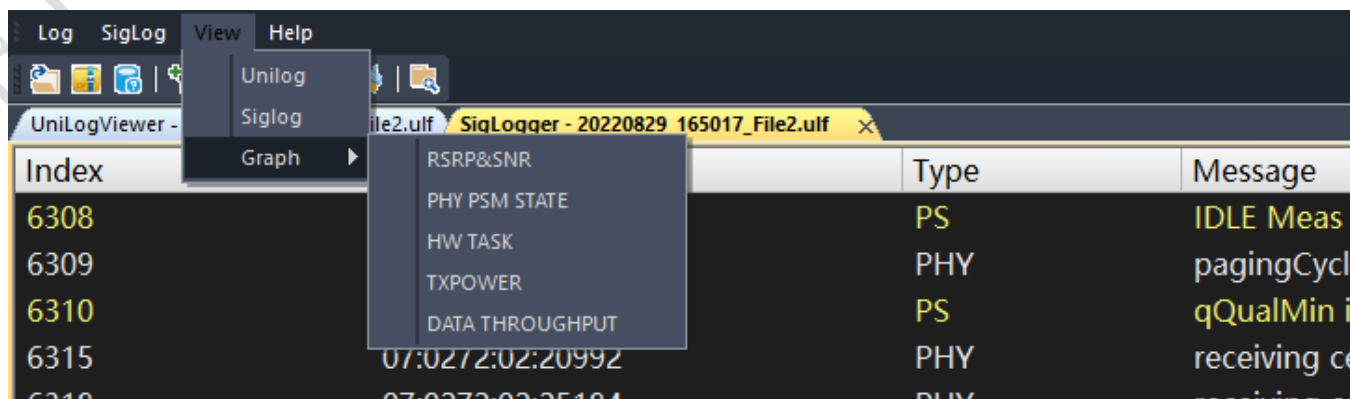 Log SigLog View Help
Unilog
UniLogViewer - ile2.ulf SigLogger - 20220829_165017_File2.ulf
Siglog
Graph
Index Type Message
RSRP&SNR
PHY PSM STATE
HW TASK
TXPOWER
DATA THROUGHPUT
6308 PS IDLE Meas
6309 PHY pagingCycl
6310 PS qQualMin i
6315 07:0272:02:20992 PHY receiving ce